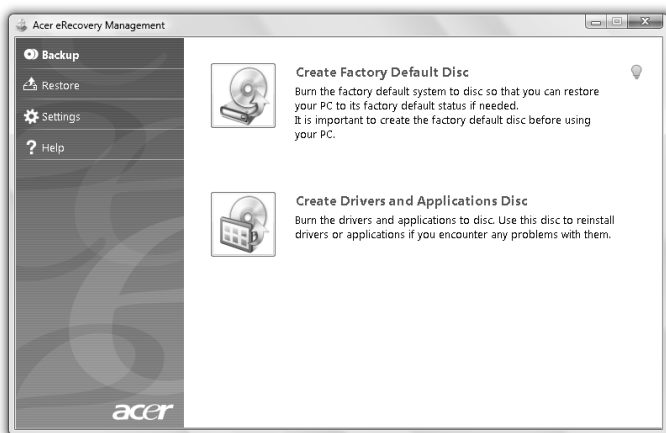 Acer eRecovery Management
Backup
Restore
Settings
Help
Create Factory Default Disc
Burn the factory default system to disc so that you can restore
your PC to its factory default status if needed.
It is important to create the factory default disc before using
your PC.
Create Drivers and Applications Disc
Burn the drivers and applications to disc. Use this disc to reinstall
drivers or applications if you encounter any problems with them.
acer